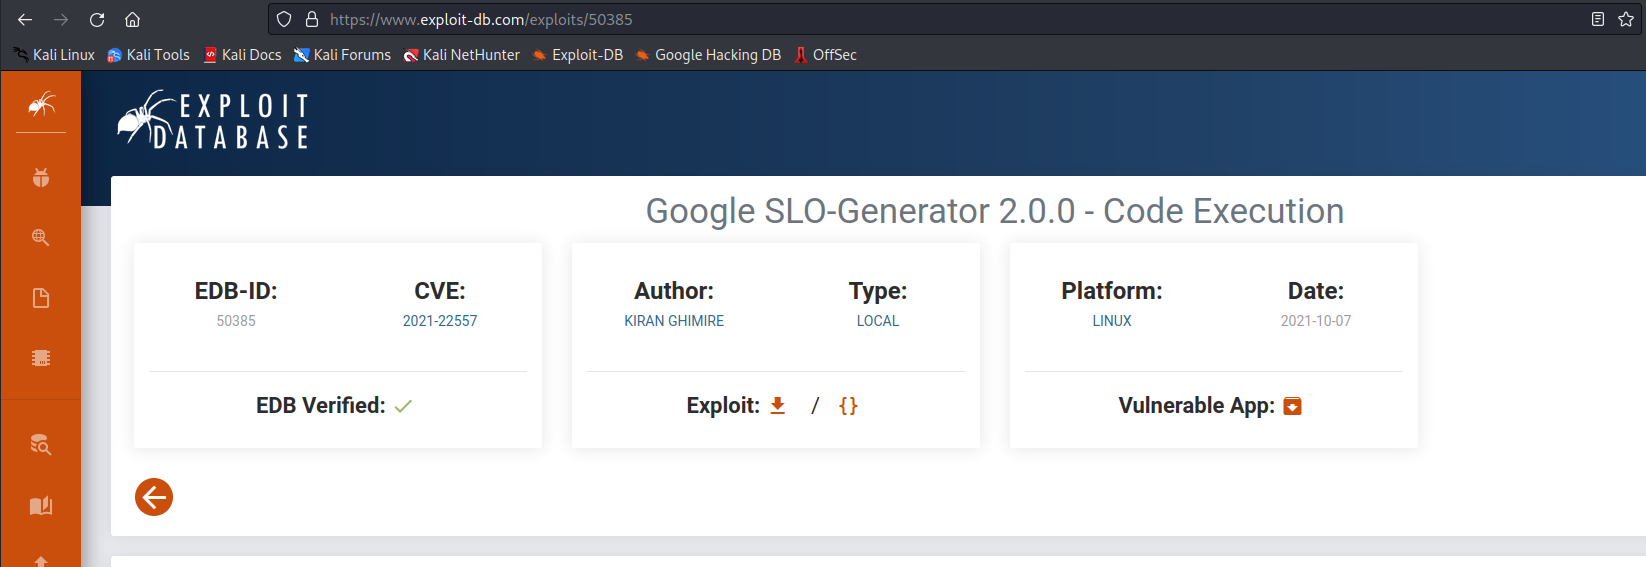 https://www.exploit-db.com/exploits/50385
Kali Linux Kali Tools Kali Docs Kali Forums Kali NetHunter Exploit-DB Google Hacking DB OffSec
EXPLOIT
DATABASE
Google SLO-Generator 2.0.0 - Code Execution
EDB-ID: CVE: Author: Type: Platform: Date:
50385 2021-22557 KIRAN GHIMIRE LOCAL LINUX 2021-10-07
EDB Verified: Exploit: / {} Vulnerable App: